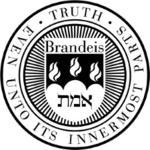 TRUTH · EVEN UNTO ITS INNERMOST PARTS ·
Brandeis
אמת